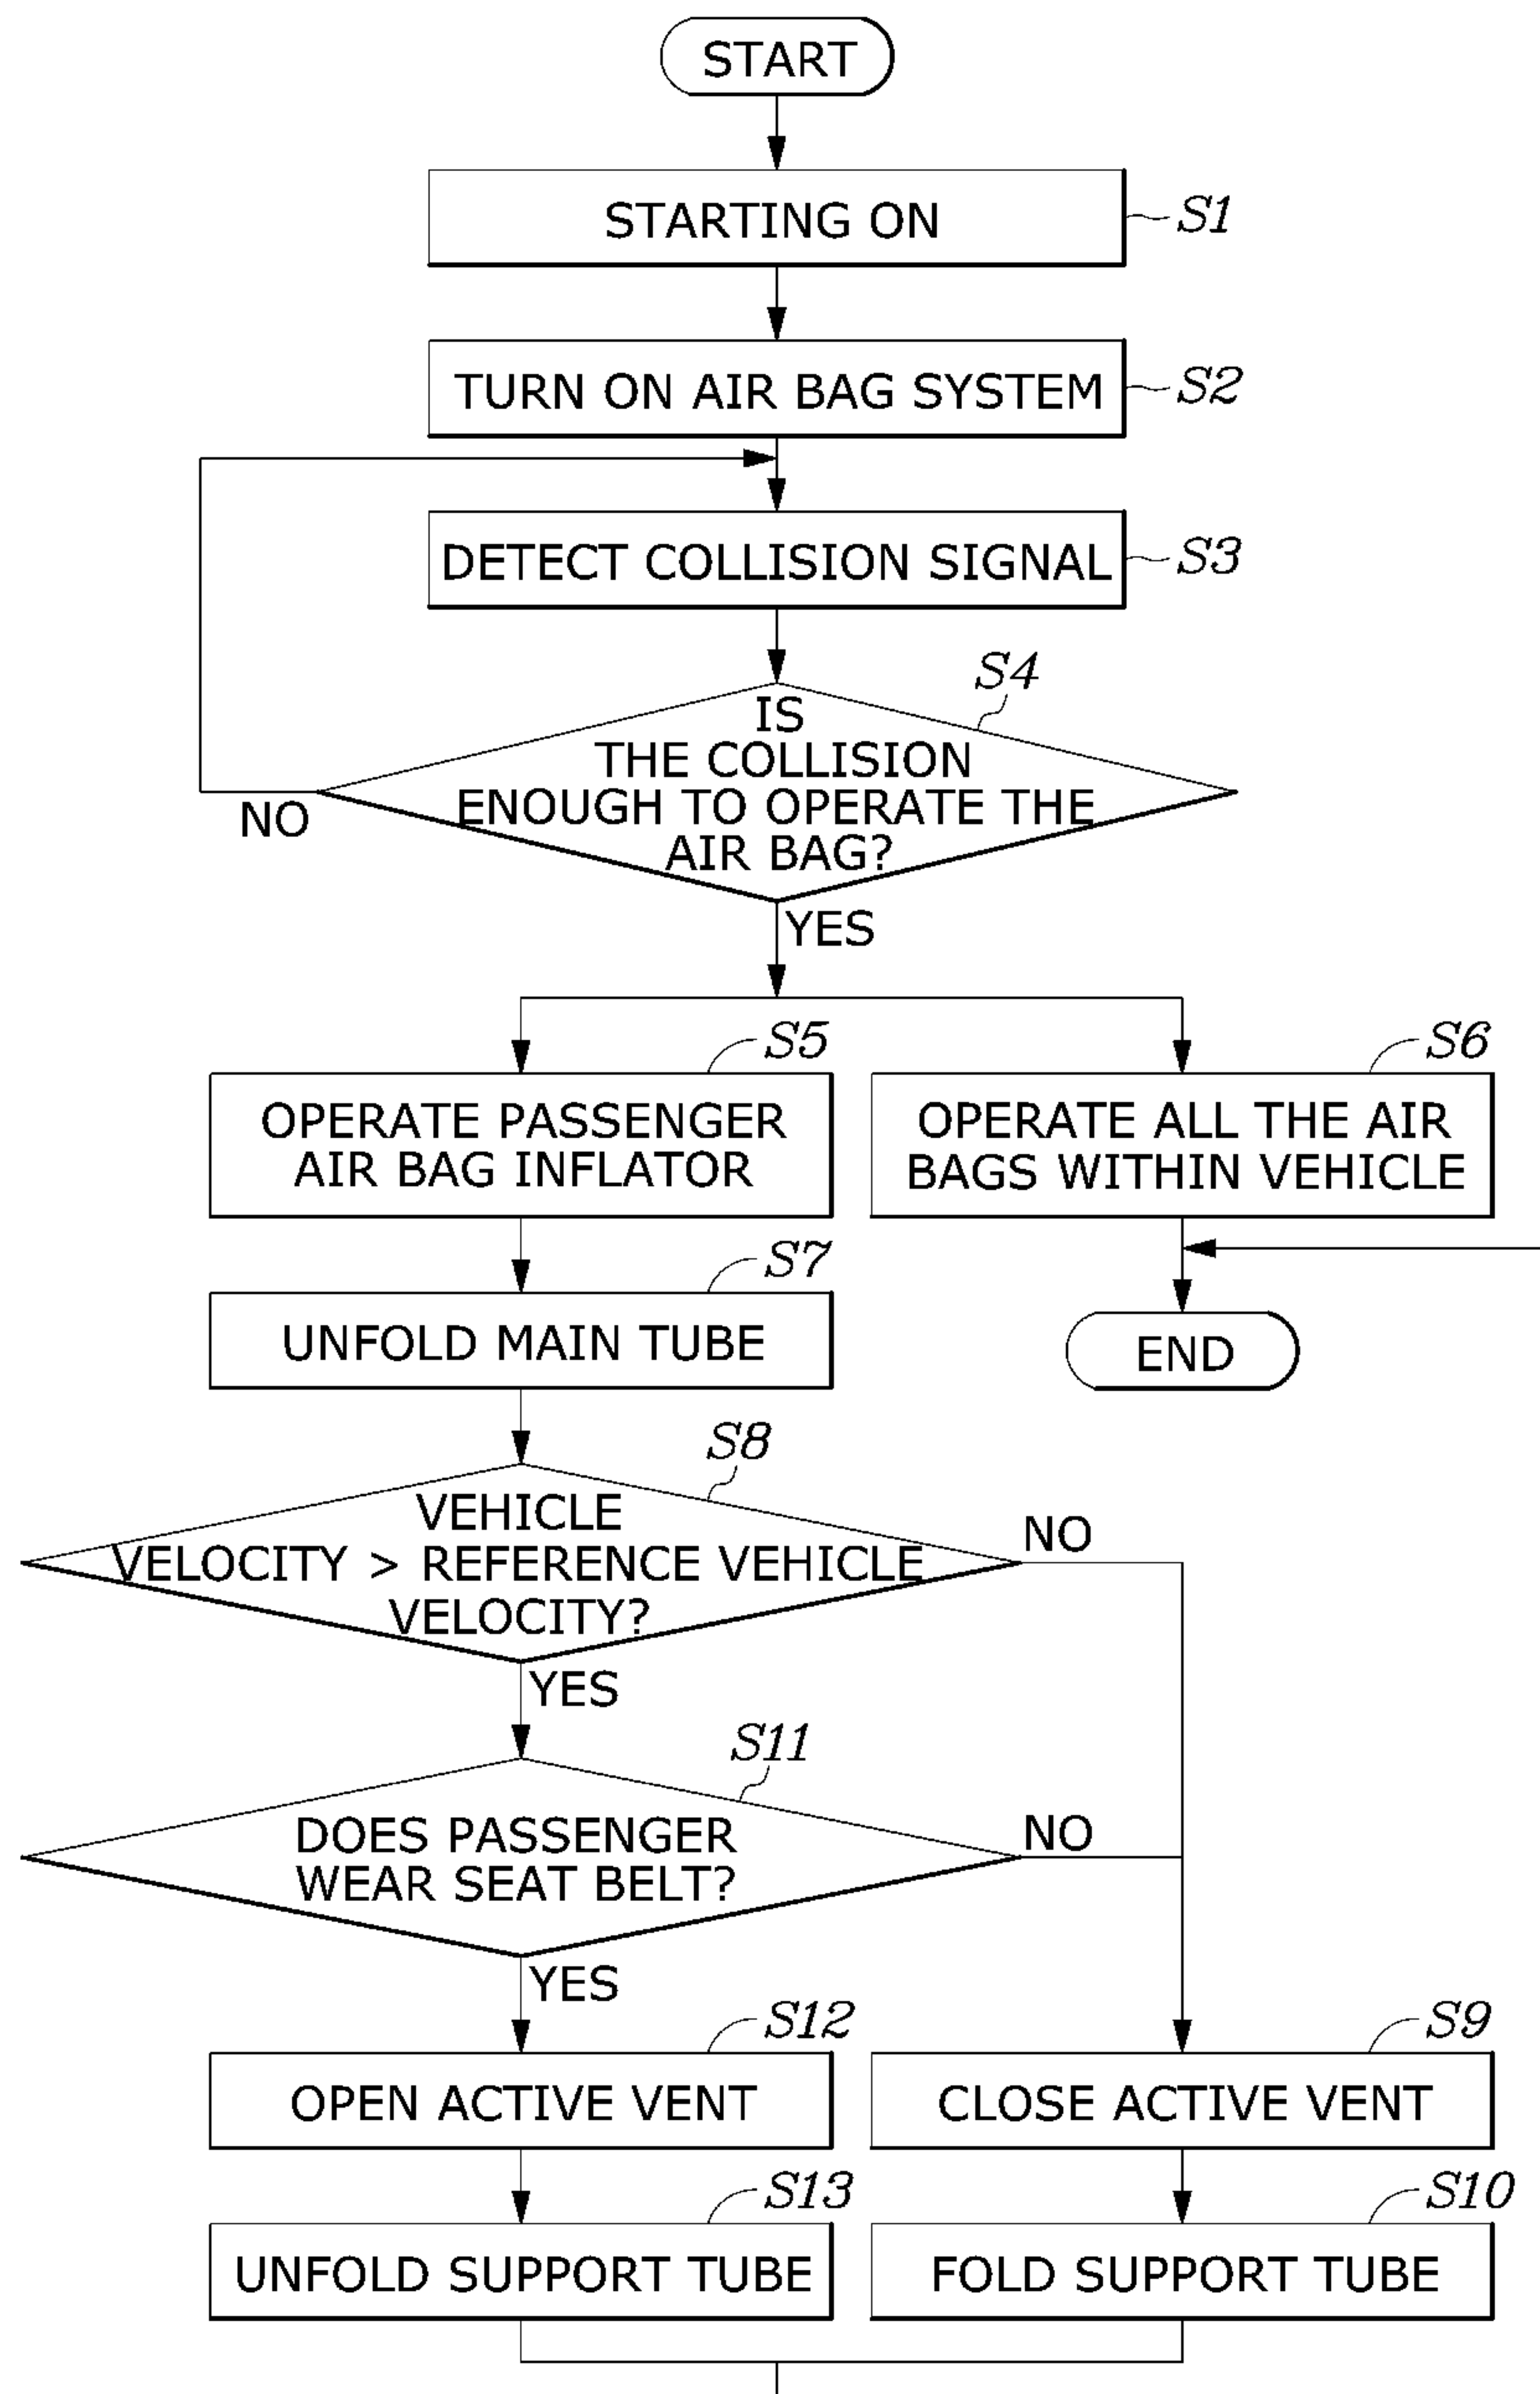 START
STARTING ON
S1
TURN ON AIR BAG SYSTEM
S2
DETECT COLLISION SIGNAL
S3
S4
IS
THE COLLISION
ENOUGH TO OPERATE THE
AIR BAG?
NO
YES
S5
OPERATE PASSENGER
AIR BAG INFLATOR
S6
OPERATE ALL THE AIR
BAGS WITHIN VEHICLE
S7
UNFOLD MAIN TUBE
END
S8
VEHICLE
VELOCITY > REFERENCE VEHICLE
VELOCITY?
NO
YES
S11
DOES PASSENGER
WEAR SEAT BELT?
NO
YES
S12
OPEN ACTIVE VENT
S9
CLOSE ACTIVE VENT
S13
UNFOLD SUPPORT TUBE
S10
FOLD SUPPORT TUBE